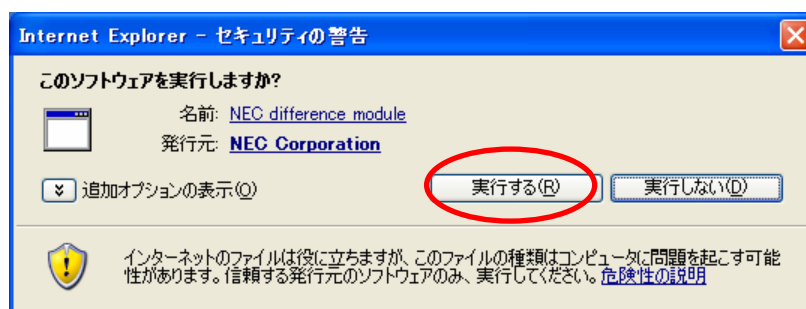 Internet Explorer - セキュリティの警告
このソフトウェアを実行しますか?
名前: NEC difference module
発行元: NEC Corporation
追加オプションの表示(O)
実行する(R)
実行しない(D)
インターネットのファイルは役に立ちますが、このファイルの種類はコンピュータに問題を起こす可能
性があります。信頼する発行元のソフトウェアのみ、実行してください。危険性の説明